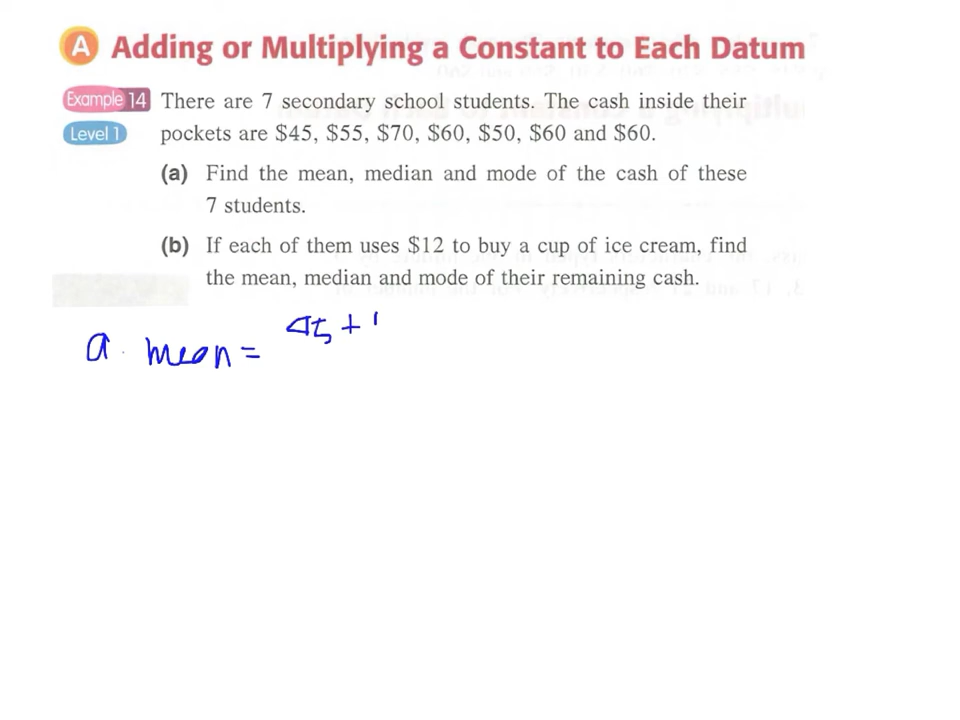 A Adding or Multiplying a Constant to Each Datum
Example 14 There are 7 secondary school students. The cash inside their
Level 1 pockets are $45, $55, $70, $60, $50, $60 and $60.
(a) Find the mean, median and mode of the cash of these
7 students.
(b) If each of them uses $12 to buy a cup of ice cream, find
the mean, median and mode of their remaining cash.
45 +
a. mean =